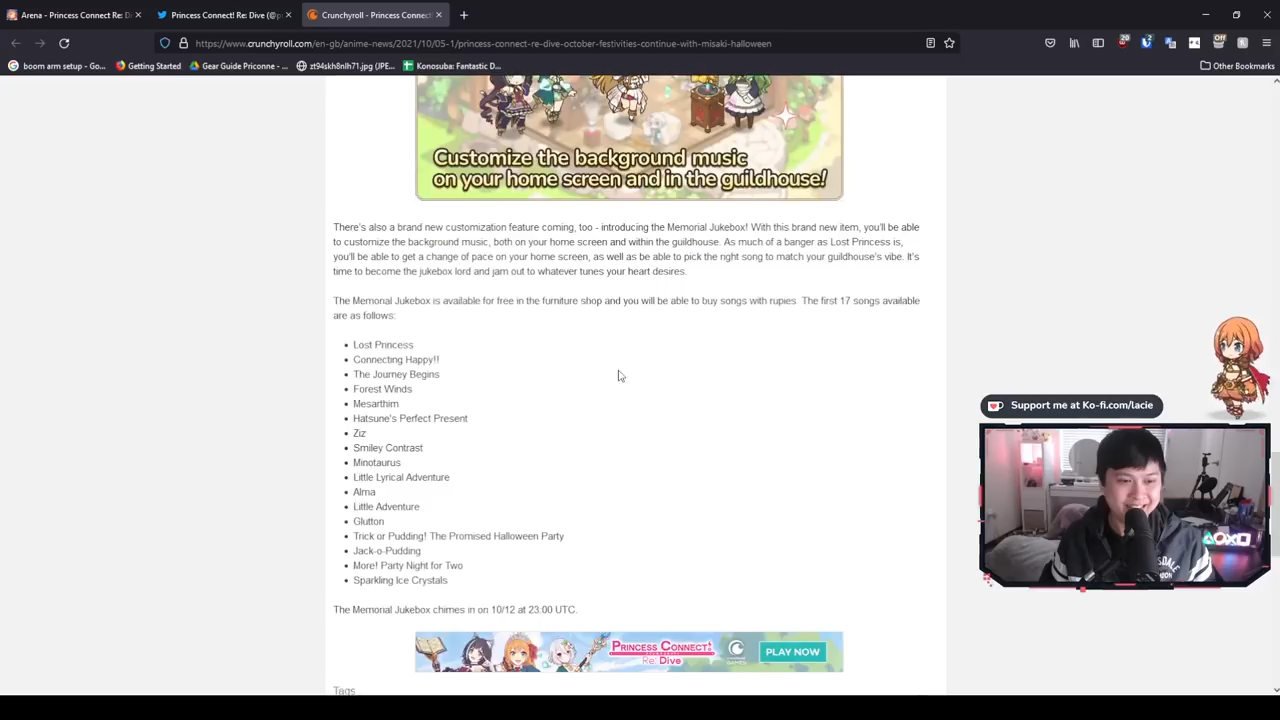 Arena - Princess Connect Re: D
Princess Connect! Re: Dive (@p
Crunchyroll - Princess Connect!
https://www.crunchyroll.com/en-gb/anime-news/2021/10/05-1/princess-connect-re-dive-october-festivities-continue-with-misaki-halloween
20
2
Off
boom arm setup - Go...
Getting Started
Gear Guide Priconne - ...
zt94skh8nlh71.jpg (JPE...
Konosuba: Fantastic D...
Other Bookmarks
Customize the background music
on your home screen and in the guildhouse!
There's also a brand new customization feature coming, too - introducing the Memorial Jukebox! With this brand new item, you'll be able
to customize the background music, both on your home screen and within the guildhouse. As much of a banger as Lost Princess is,
you'll be able to get a change of pace on your home screen, as well as be able to pick the right song to match your guildhouse's vibe. It's
time to become the jukebox lord and jam out to whatever tunes your heart desires.
The Memorial Jukebox is available for free in the furniture shop and you will be able to buy songs with rupies. The first 17 songs available
are as follows:
Lost Princess
Connecting Happy!!
The Journey Begins
Forest Winds
Mesarthim
Hatsune's Perfect Present
Ziz
Smiley Contrast
Minotaurus
Little Lyrical Adventure
Alma
Little Adventure
Glutton
Trick or Pudding! The Promised Halloween Party
Jack-o-Pudding
More! Party Night for Two
Sparkling Ice Crystals
The Memorial Jukebox chimes in on 10/12 at 23:00 UTC.
Support me at Ko-fi.com/lacie
PRINCESS CONNECT!
Re: Dive
PLAY NOW
Tags